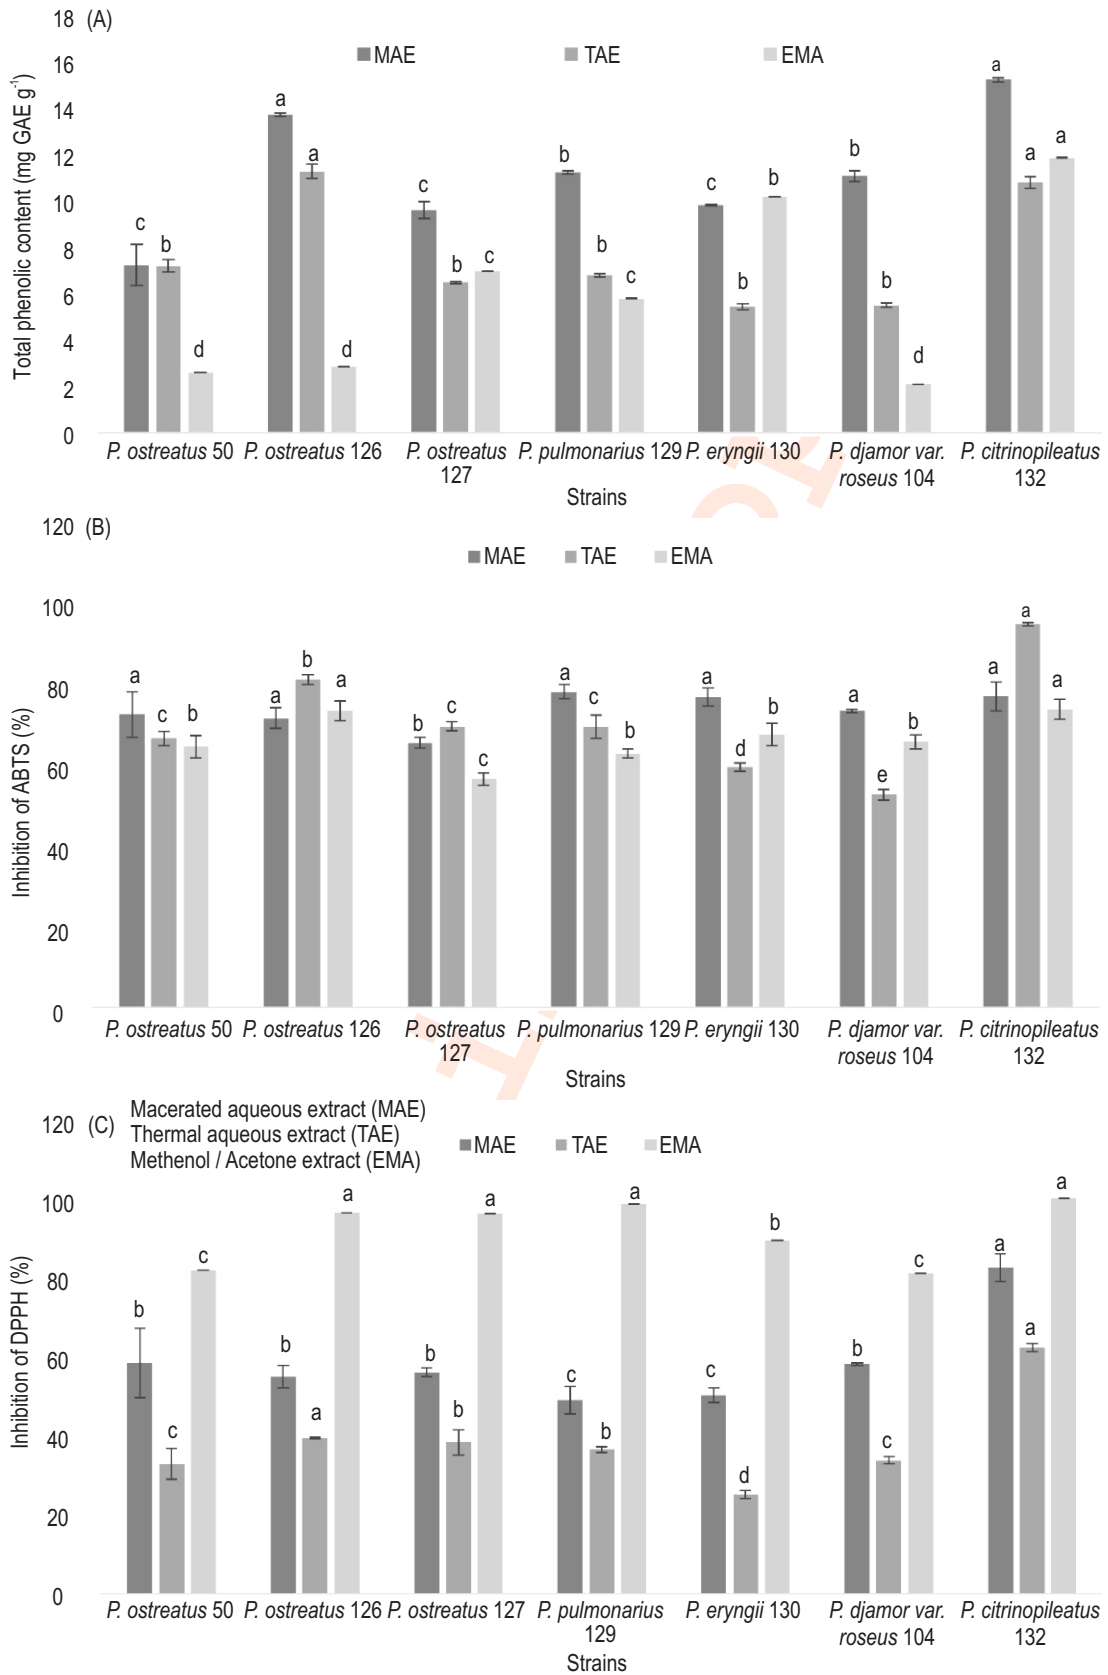 (A)
MAE TAE EMA
Total phenolic content (mg GAE g-1)
18
16
14
12
10
8
6
4
2
0
c b d
a a d
c b c
b b c
c b b
b b d
a a a
P. ostreatus 50 P. ostreatus 126 P. ostreatus 127 P. pulmonarius 129 P. eryngii 130 P. djamor var. roseus 104 P. citrinopileatus 132
Strains
(B)
MAE TAE EMA
Inhibition of ABTS (%)
120
100
80
60
40
20
0
a c b
a b a
b c c
a c b
a d b
a e b
a a a
P. ostreatus 50 P. ostreatus 126 P. ostreatus 127 P. pulmonarius 129 P. eryngii 130 P. djamor var. roseus 104 P. citrinopileatus 132
Strains
(C)
Macerated aqueous extract (MAE)
Thermal aqueous extract (TAE)
Methenol / Acetone extract (EMA)
MAE TAE EMA
Inhibition of DPPH (%)
120
100
80
60
40
20
0
b c c
b a a
b b a
c b a
c d b
b c c
a a a
P. ostreatus 50 P. ostreatus 126 P. ostreatus 127 P. pulmonarius 129 P. eryngii 130 P. djamor var. roseus 104 P. citrinopileatus 132
Strains